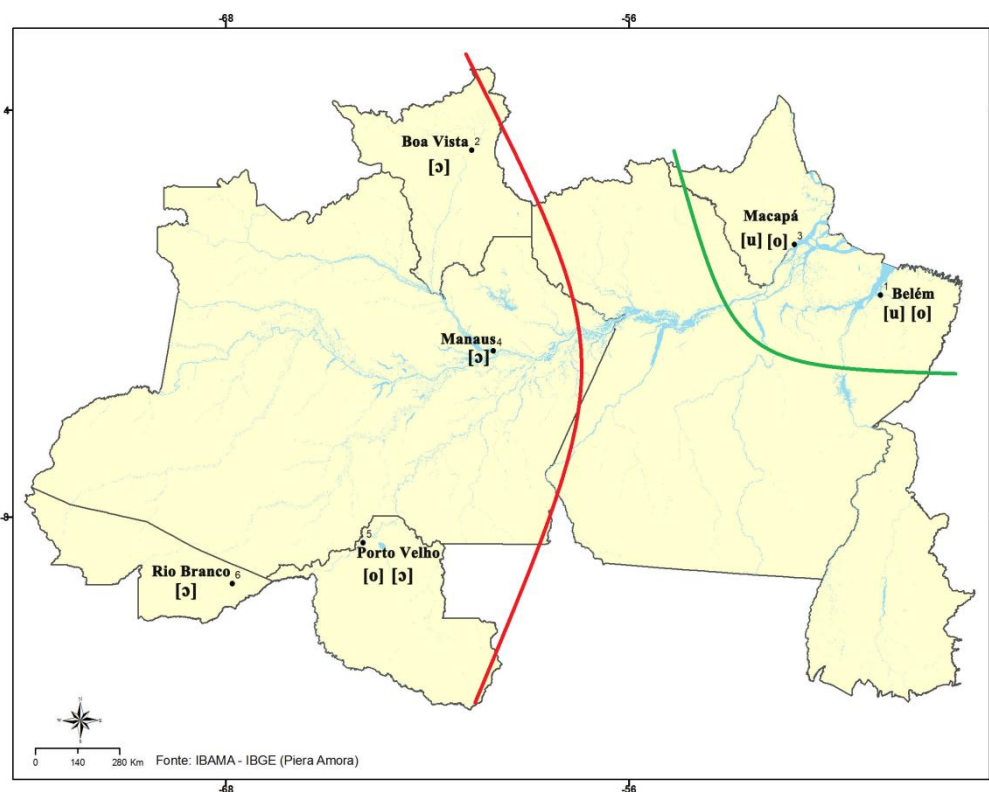 -68
-56
4
Boa Vista 2
[ɔ]
Macapá
[u] [o] 3
1 Belém
[u] [o]
Manaus 4
[ɔ]
-8
5
Porto Velho
[o] [ɔ]
Rio Branco 6
[ɔ]
0 140 280 Km Fonte: IBAMA - IBGE (Piera Amora)
-68
-56